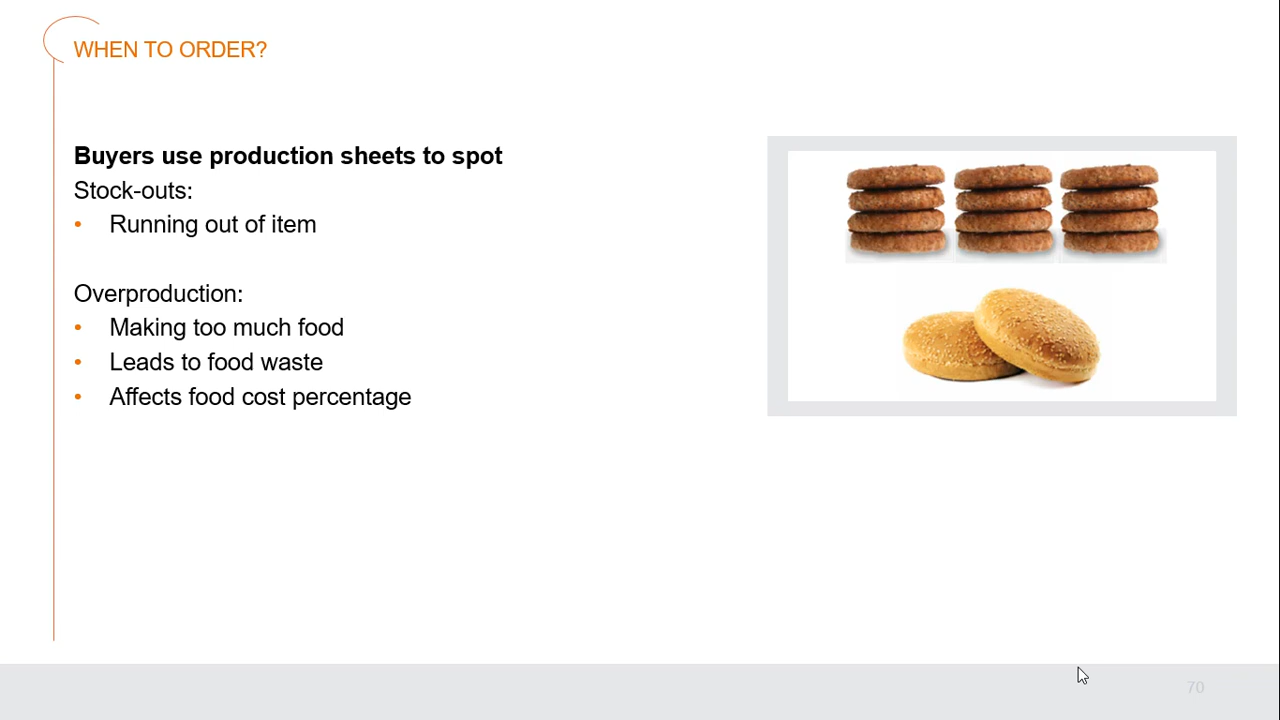 WHEN TO ORDER?
Buyers use production sheets to spot
Stock-outs:
• Running out of item
Overproduction:
• Making too much food
• Leads to food waste
• Affects food cost percentage
70